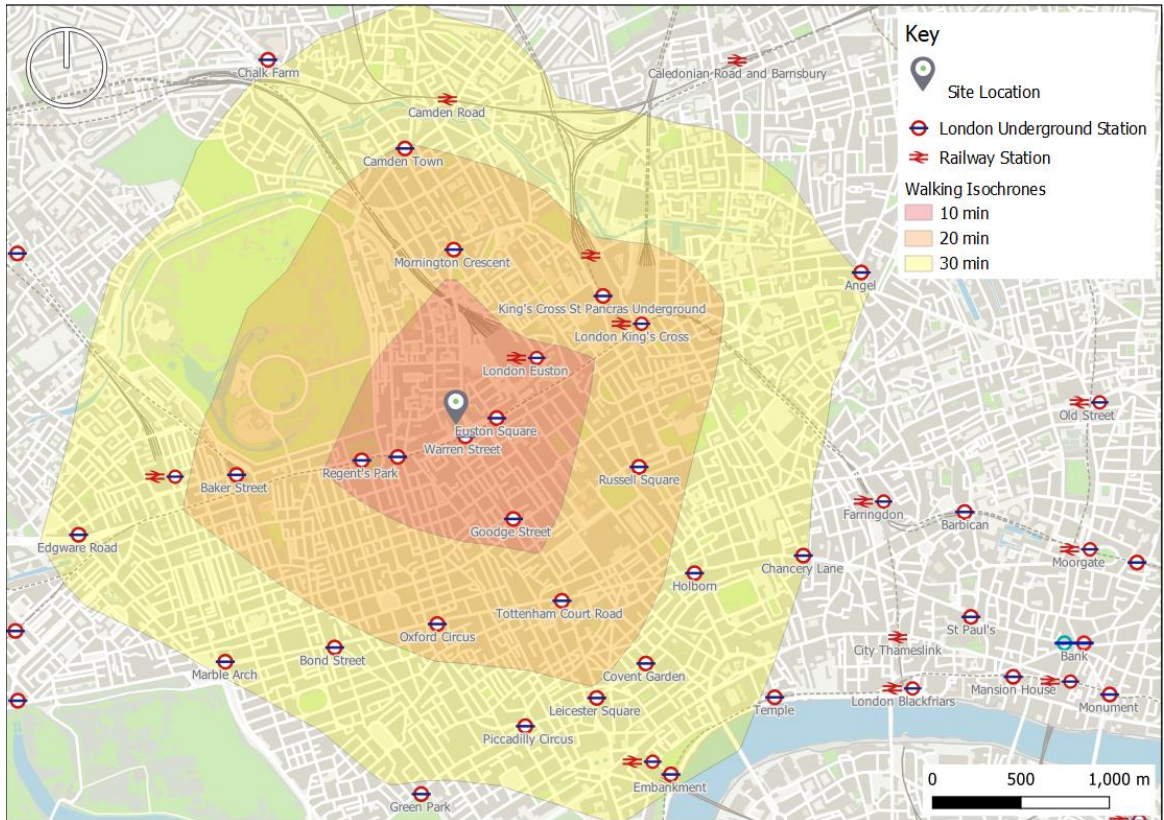 Key
Site Location
London Underground Station
Railway Station
Walking Isochrones
10 min
20 min
30 min
Chalk Farm
Caledonian Road and Barnsbury
Camden Road
Camden Town
Mornington Crescent
Angel
King's Cross St Pancras Underground
London King's Cross
London Euston
Old Street
Euston Square
Warren Street
Regent's Park
Russell Square
Baker Street
Farringdon
Barbican
Goodge Street
Edgware Road
Chancery Lane
Moorgate
Holborn
Tottenham Court Road
St Paul's
Oxford Circus
City Thameslink
Bank
Bond Street
Marble Arch
Covent Garden
Mansion House
London Blackfriars
Monument
Leicester Square
Temple
Piccadilly Circus
Embankment
Green Park
0 500 1,000 m